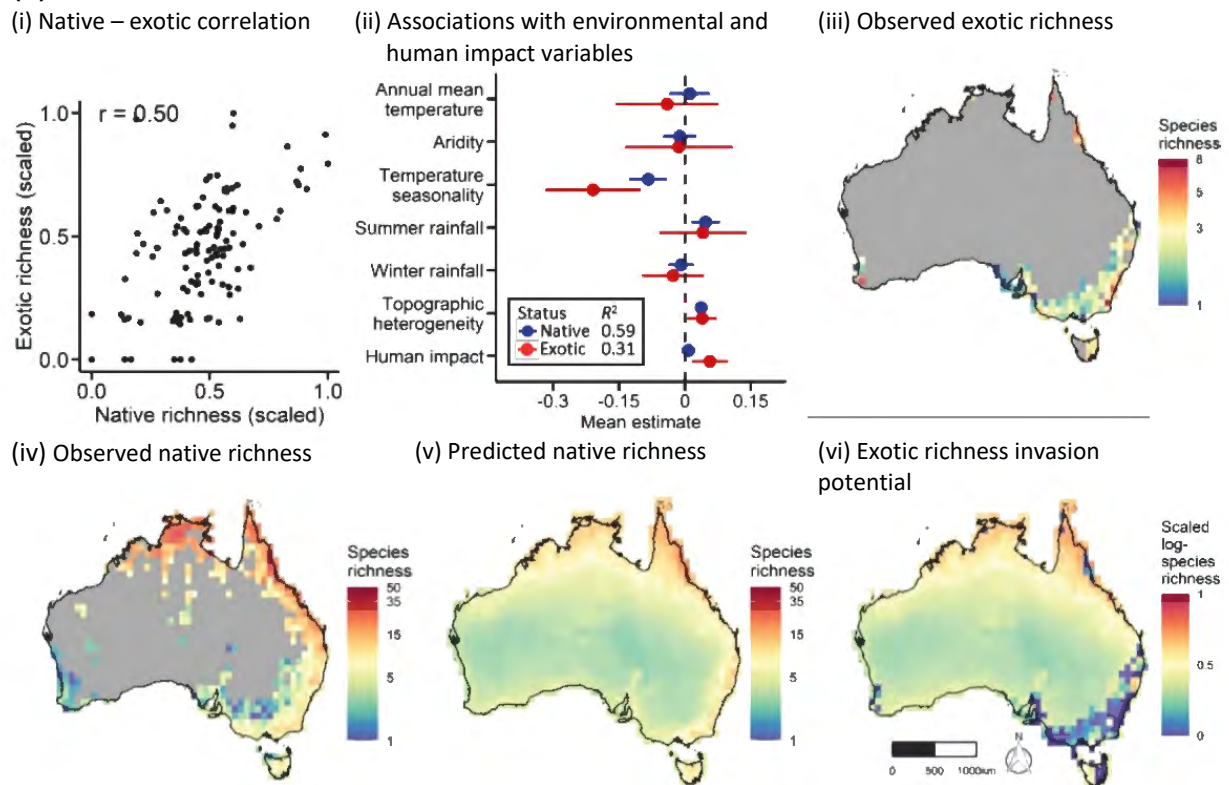 (i) Native – exotic correlation
r = 0.50
Exotic richness (scaled)
1.0
0.5
0.0
0.0
0.5
1.0
Native richness (scaled)
(ii) Associations with environmental and
human impact variables
Annual mean
temperature
Aridity
Temperature
seasonality
Summer rainfall
Winter rainfall
Topographic
heterogeneity
Human impact
Status R²
Native 0.59
Exotic 0.31
-0.3
-0.15
0
0.15
Mean estimate
(iii) Observed exotic richness
Species
richness
8
5
3
1
(iv) Observed native richness
Species
richness
50
35
15
5
1
(v) Predicted native richness
Species
richness
50
35
15
5
1
(vi) Exotic richness invasion
potential
Scaled
log-
species
richness
1
0.5
0
N
0 500 1000km